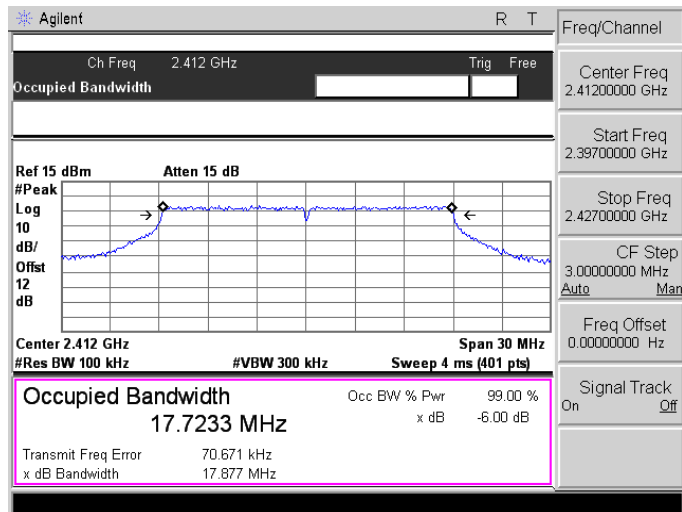 Agilent
R T
Ch Freq 2.412 GHz Trig Free
Occupied Bandwidth
Ref 15 dBm Atten 15 dB
#Peak
Log
10
dB/
Offst
12
dB
Center 2.412 GHz Span 30 MHz
#Res BW 100 kHz #VBW 300 kHz Sweep 4 ms (401 pts)
Occupied Bandwidth
17.7233 MHz
Occ BW % Pwr 99.00 %
x dB -6.00 dB
Transmit Freq Error 70.671 kHz
x dB Bandwidth 17.877 MHz
Freq/Channel
Center Freq
2.41200000 GHz
Start Freq
2.39700000 GHz
Stop Freq
2.42700000 GHz
CF Step
3.00000000 MHz
Auto Man
Freq Offset
0.00000000 Hz
Signal Track
On Off